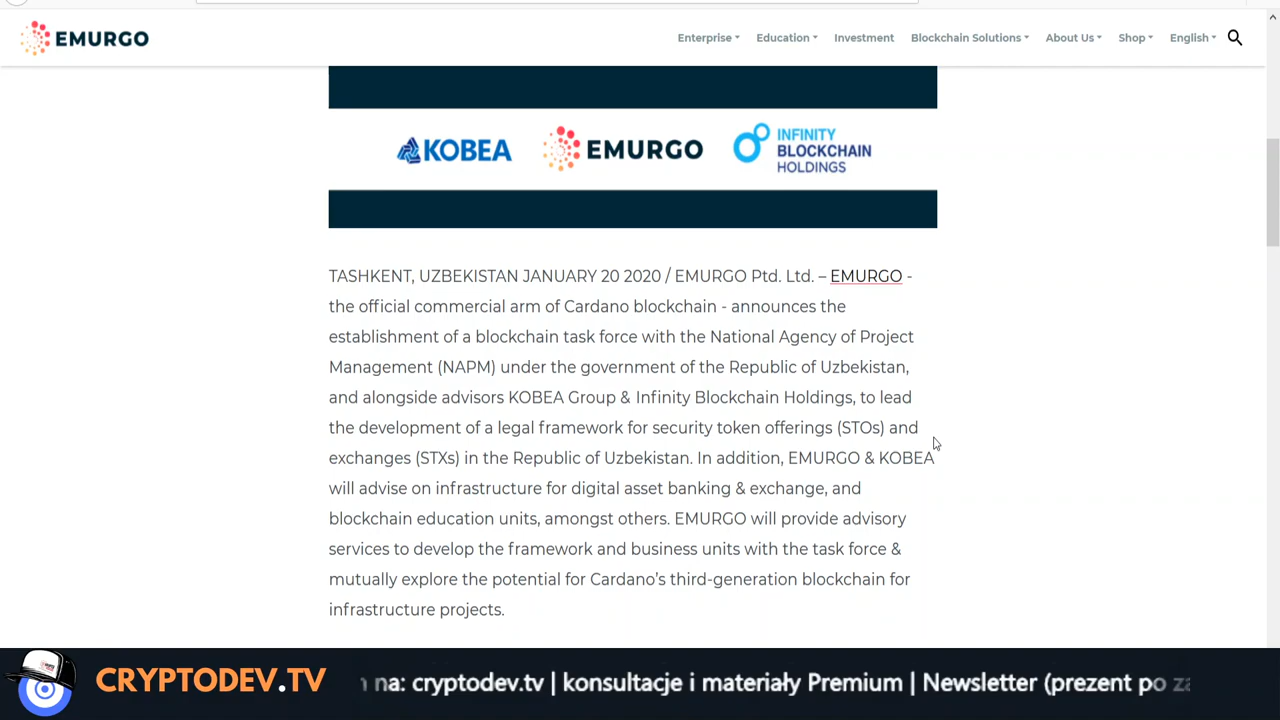 EMURGO
Enterprise Education Investment Blockchain Solutions About Us Shop English
KOBEA
EMURGO
INFINITY
BLOCKCHAIN
HOLDINGS
TASHKENT, UZBEKISTAN JANUARY 20 2020 / EMURGO Ptd. Ltd. – EMURGO -
the official commercial arm of Cardano blockchain - announces the
establishment of a blockchain task force with the National Agency of Project
Management (NAPM) under the government of the Republic of Uzbekistan,
and alongside advisors KOBEA Group & Infinity Blockchain Holdings, to lead
the development of a legal framework for security token offerings (STOs) and
exchanges (STXs) in the Republic of Uzbekistan. In addition, EMURGO & KOBEA
will advise on infrastructure for digital asset banking & exchange, and
blockchain education units, amongst others. EMURGO will provide advisory
services to develop the framework and business units with the task force &
mutually explore the potential for Cardano's third-generation blockchain for
infrastructure projects.
CRYPTODEV.TV
na: cryptodev.tv | konsultacje i materiały Premium | Newsletter (prezent po